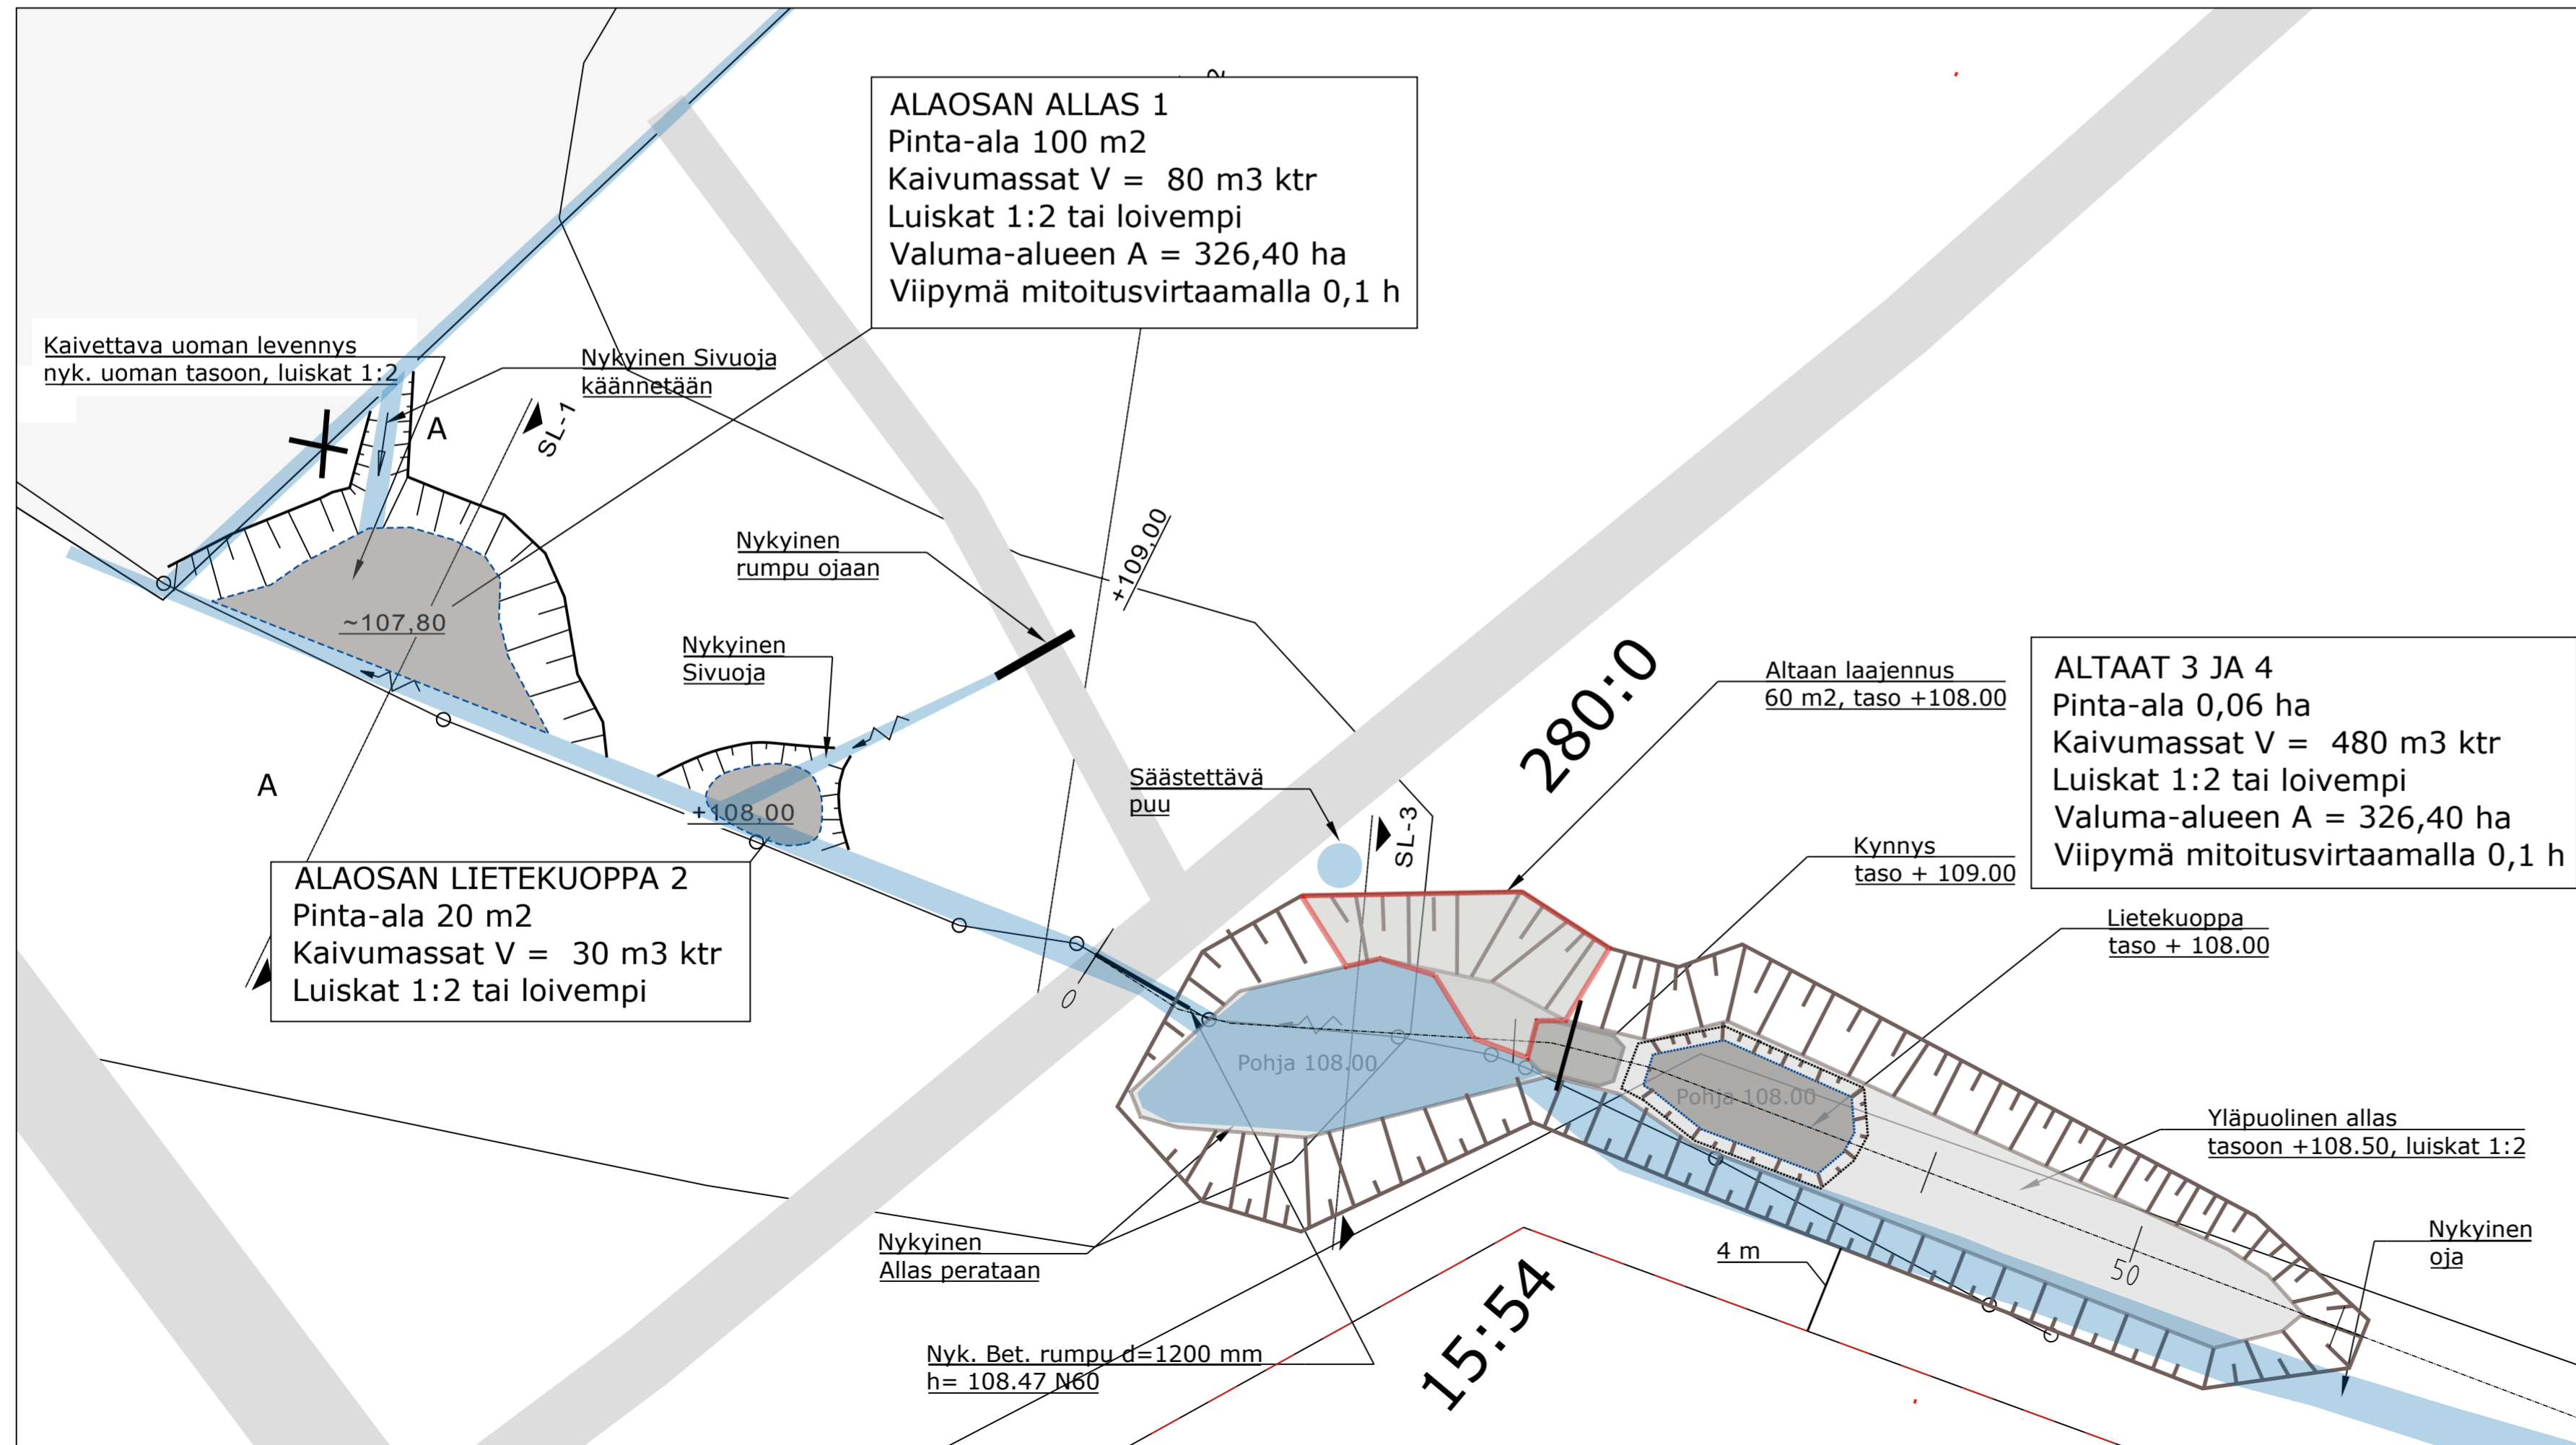 ALAOSAN ALLAS 1
Pinta-ala 100 m2
Kaivumassat V =  80 m3 ktr
Luiskat 1:2 tai loivempi
Valuma-alueen A = 326,40 ha
Viipymä mitoitusvirtaamalla 0,1 h
Kaivettava uoman levennys
nyk. uoman tasoon, luiskat 1:2
Nykyinen Sivuoja
käännetään
A
SL-1
Nykyinen
rumpu ojaan
+109,00
~107,80
Nykyinen
Sivuoja
A
+108,00
ALAOSAN LIETEKUOPPA 2
Pinta-ala 20 m2
Kaivumassat V =  30 m3 ktr
Luiskat 1:2 tai loivempi
280:0
Altaan laajennus
60 m2, taso +108.00
ALTAAT 3 JA 4
Pinta-ala 0,06 ha
Kaivumassat V =  480 m3 ktr
Luiskat 1:2 tai loivempi
Valuma-alueen A = 326,40 ha
Viipymä mitoitusvirtaamalla 0,1 h
Säästettävä
puu
SL-3
Kynnys
taso + 109.00
Lietekuoppa
taso + 108.00
0
Pohja 108.00
Pohja 108.00
Yläpuolinen allas
tasoon +108.50, luiskat 1:2
Nykyinen
Allas perataan
4 m
50
Nykyinen
oja
15:54
Nyk. Bet. rumpu d=1200 mm
h= 108.47 N60